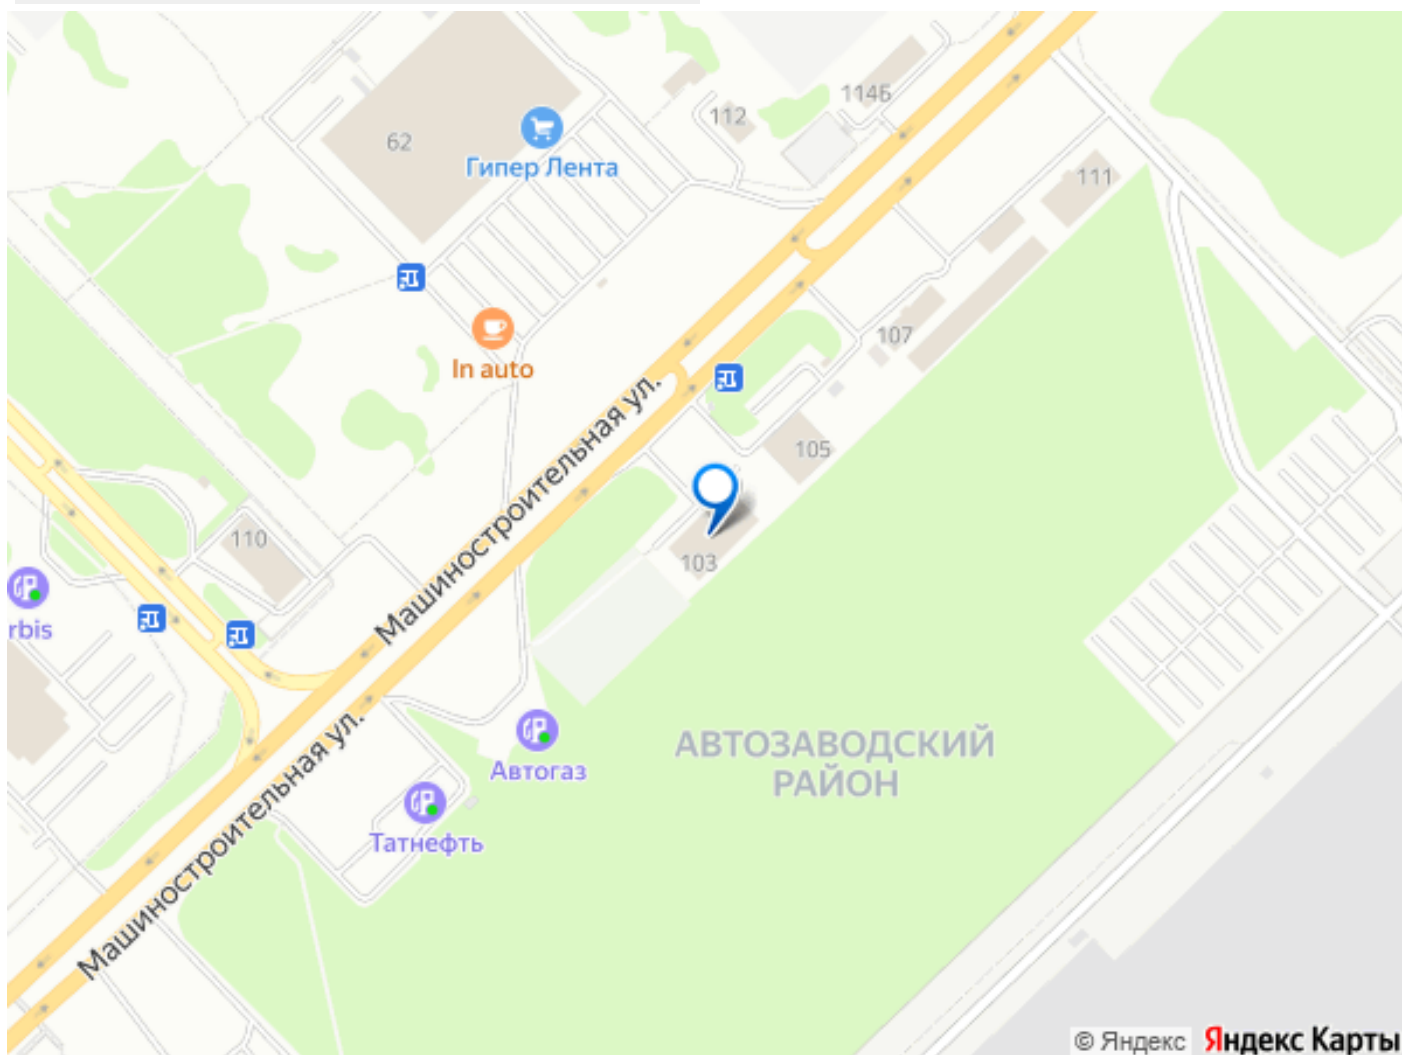 114Б
112
62
Гипер Лента
111
107
In auto
Машиностроительная ул.
105
110
103
rbis
Машиностроительная ул.
АВТОЗАВОДСКИЙ
РАЙОН
Автогаз
Татнефть
© Яндекс Яндекс Карты